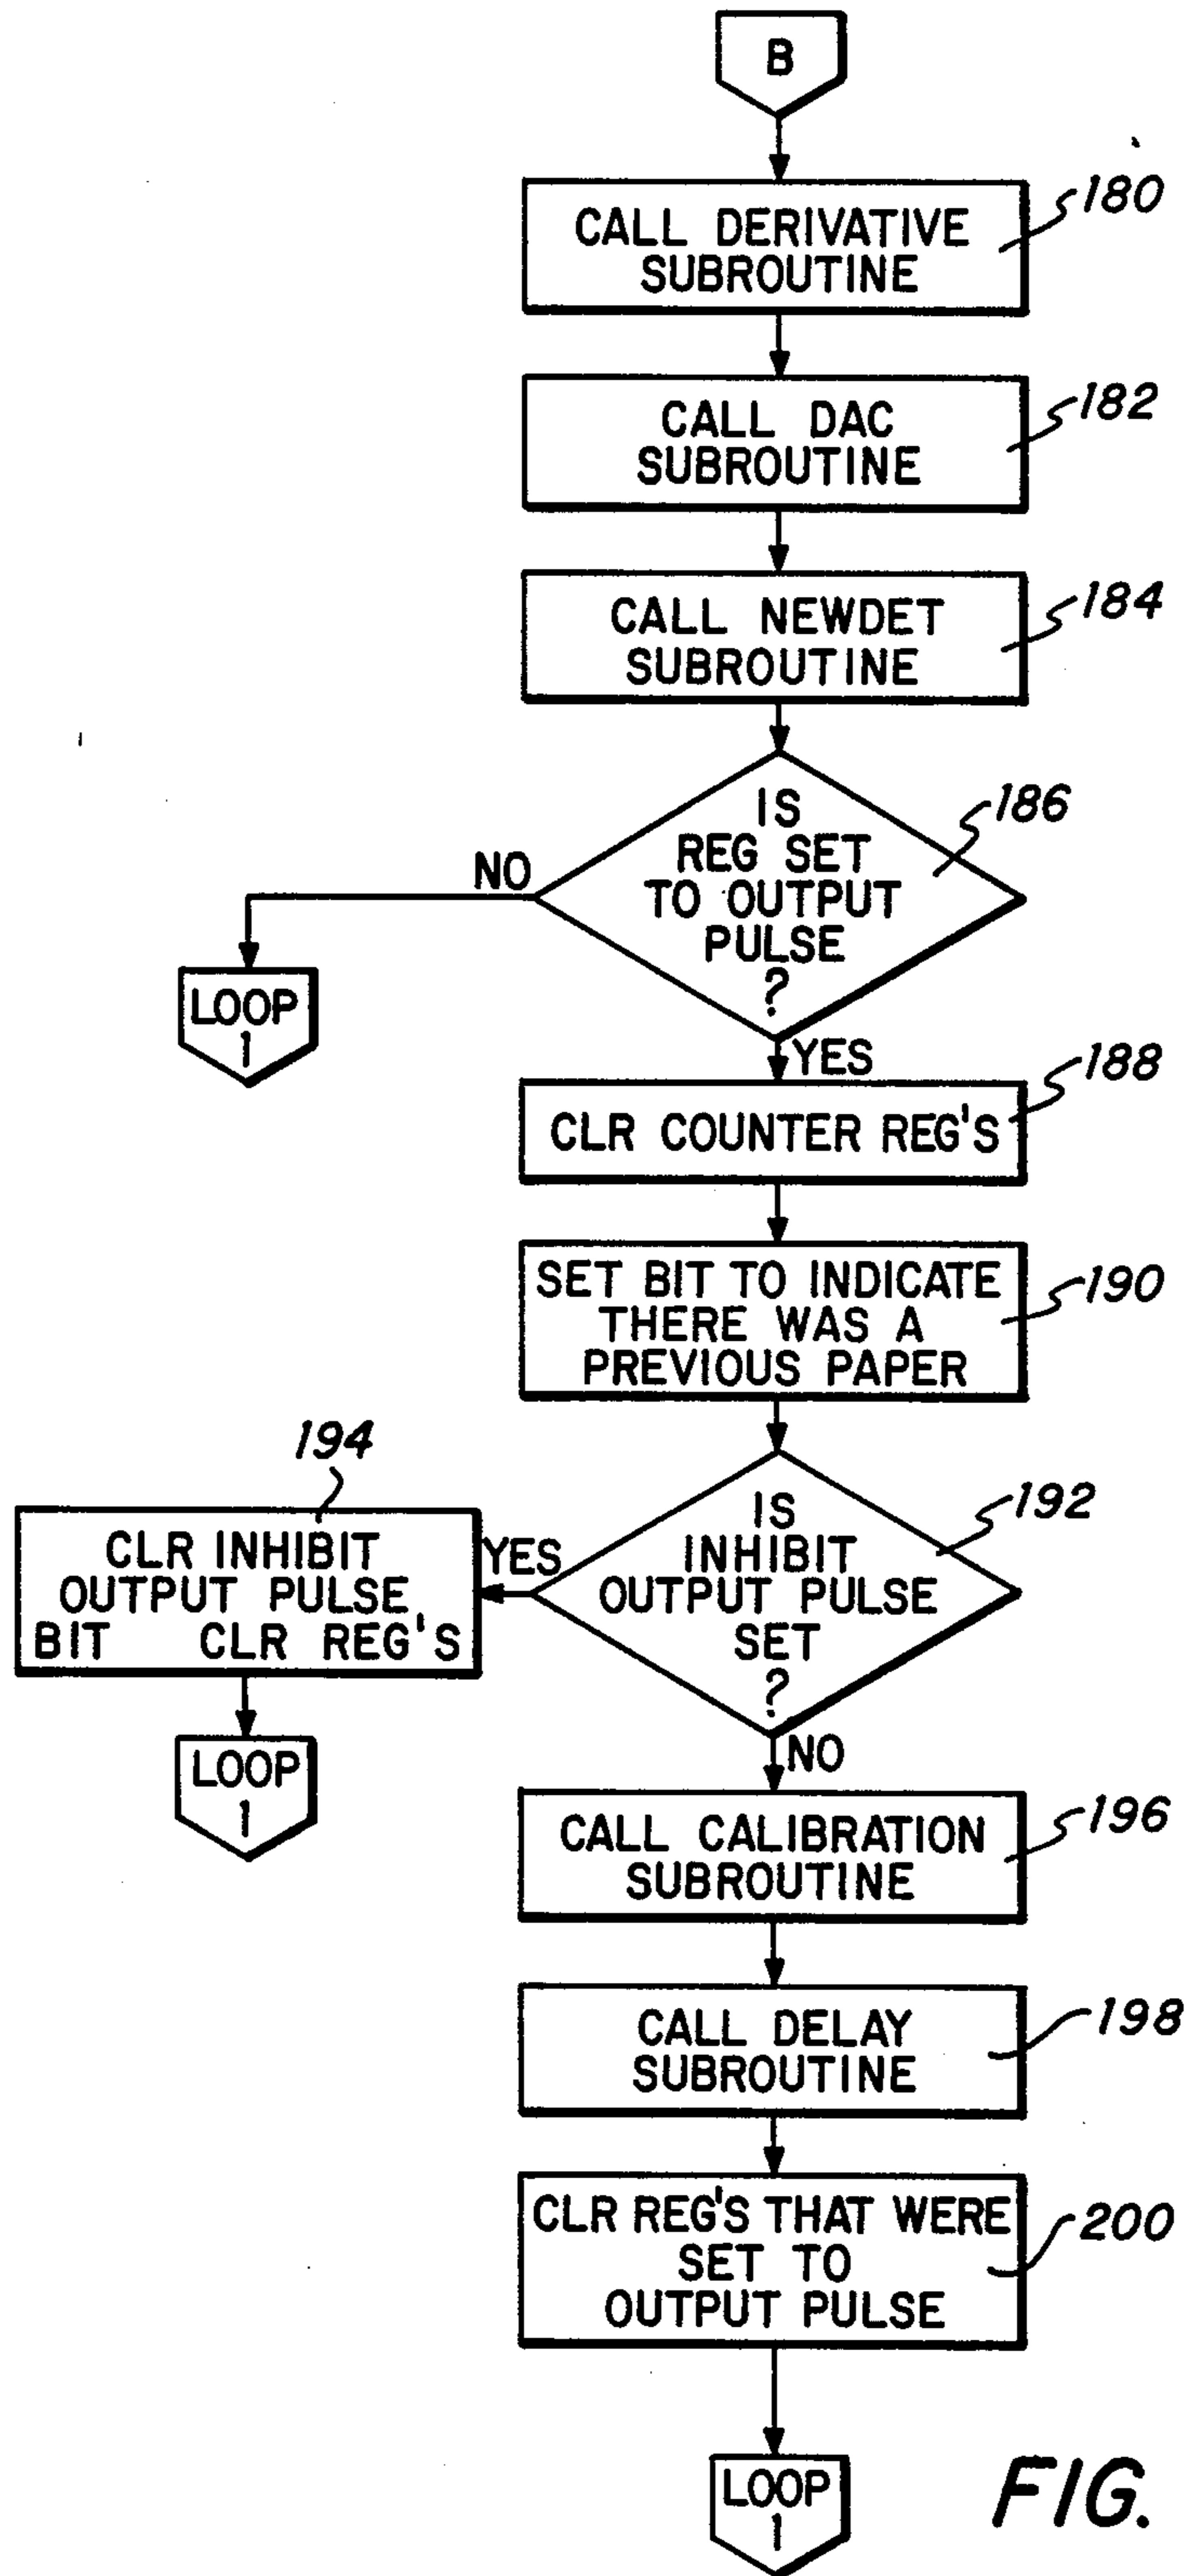 B
CALL DERIVATIVE
SUBROUTINE
180
CALL DAC
SUBROUTINE
182
CALL NEWDET
SUBROUTINE
184
IS
REG SET
TO OUTPUT
PULSE
?
186
NO
LOOP
1
YES
CLR COUNTER REG'S
188
SET BIT TO INDICATE
THERE WAS A
PREVIOUS PAPER
190
IS
INHIBIT
OUTPUT PULSE
SET
?
192
YES
194
CLR INHIBIT
OUTPUT PULSE
BIT CLR REG'S
LOOP
1
NO
CALL CALIBRATION
SUBROUTINE
196
CALL DELAY
SUBROUTINE
198
CLR REG'S THAT WERE
SET TO
OUTPUT PULSE
200
LOOP
1
FIG.